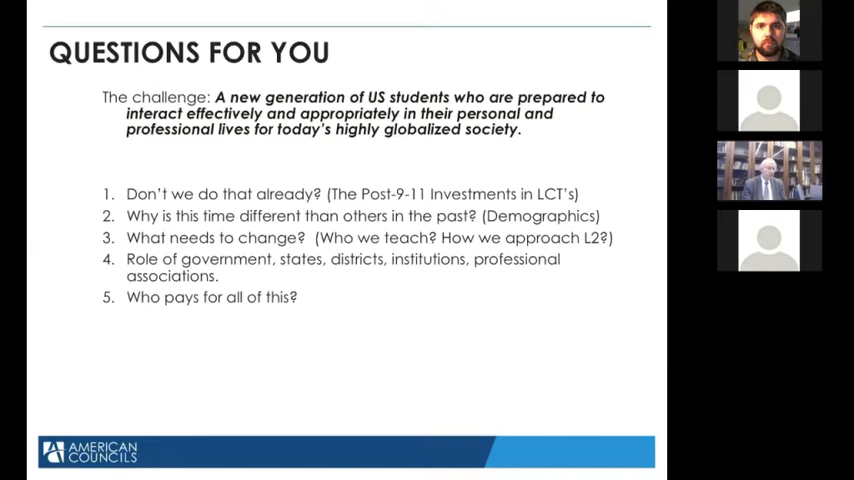 QUESTIONS FOR YOU
The challenge: A new generation of US students who are prepared to
interact effectively and appropriately in their personal and
professional lives for today's highly globalized society.
1. Don't we do that already? (The Post-9-11 Investments in LCT's)
2. Why is this time different than others in the past? (Demographics)
3. What needs to change? (Who we teach? How we approach L2?)
4. Role of government, states, districts, institutions, professional
associations.
5. Who pays for all of this?
AMERICAN
COUNCILS